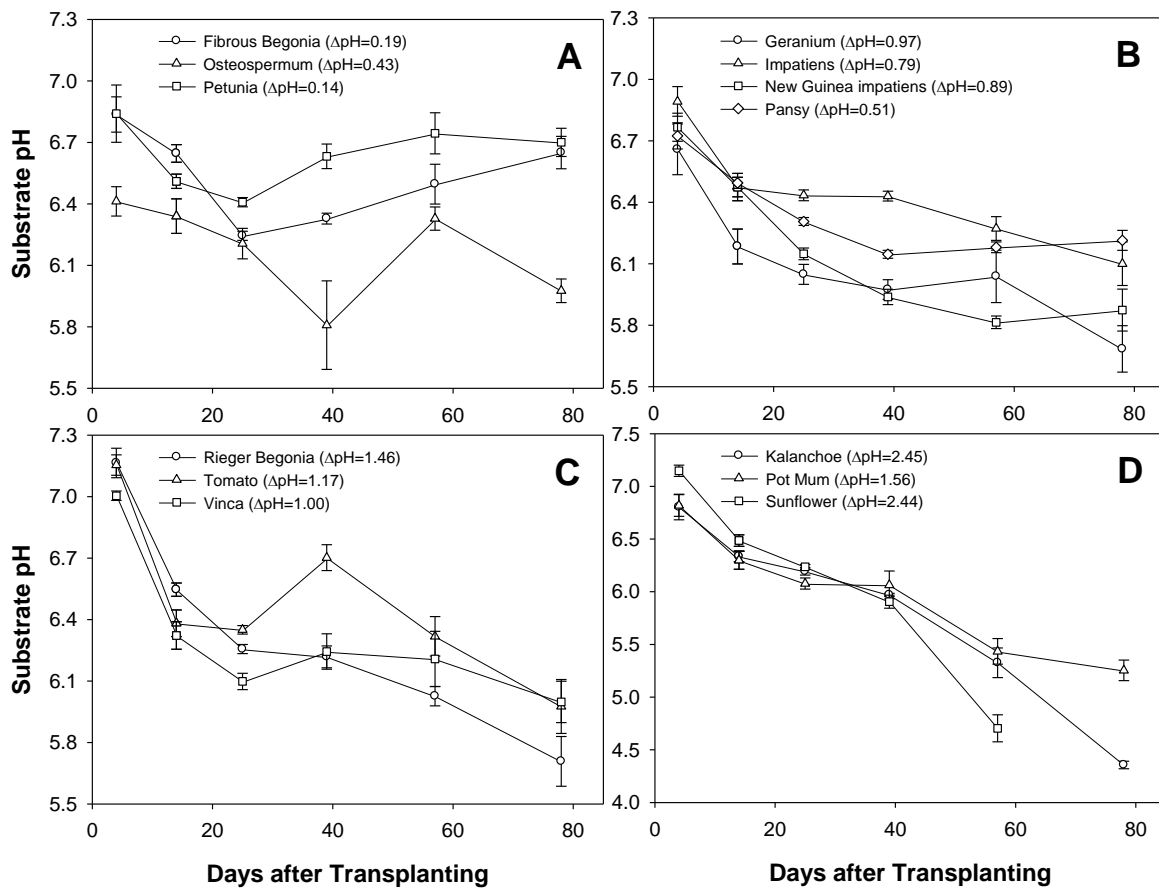 7.3
7.0
6.7
6.4
6.1
5.8
5.5
Substrate pH
Fibrous Begonia (ΔpH=0.19)
Osteospermum (ΔpH=0.43)
Petunia (ΔpH=0.14)
A
0 20 40 60 80
7.3
7.0
6.7
6.4
6.1
5.8
5.5
Geranium (ΔpH=0.97)
Impatiens (ΔpH=0.79)
New Guinea impatiens (ΔpH=0.89)
Pansy (ΔpH=0.51)
B
0 20 40 60 80
7.3
7.0
6.7
6.4
6.1
5.8
5.5
Substrate pH
Rieger Begonia (ΔpH=1.46)
Tomato (ΔpH=1.17)
Vinca (ΔpH=1.00)
C
0 20 40 60 80
Days after Transplanting
7.5
7.0
6.5
6.0
5.5
5.0
4.5
4.0
Kalanchoe (ΔpH=2.45)
Pot Mum (ΔpH=1.56)
Sunflower (ΔpH=2.44)
D
0 20 40 60 80
Days after Transplanting